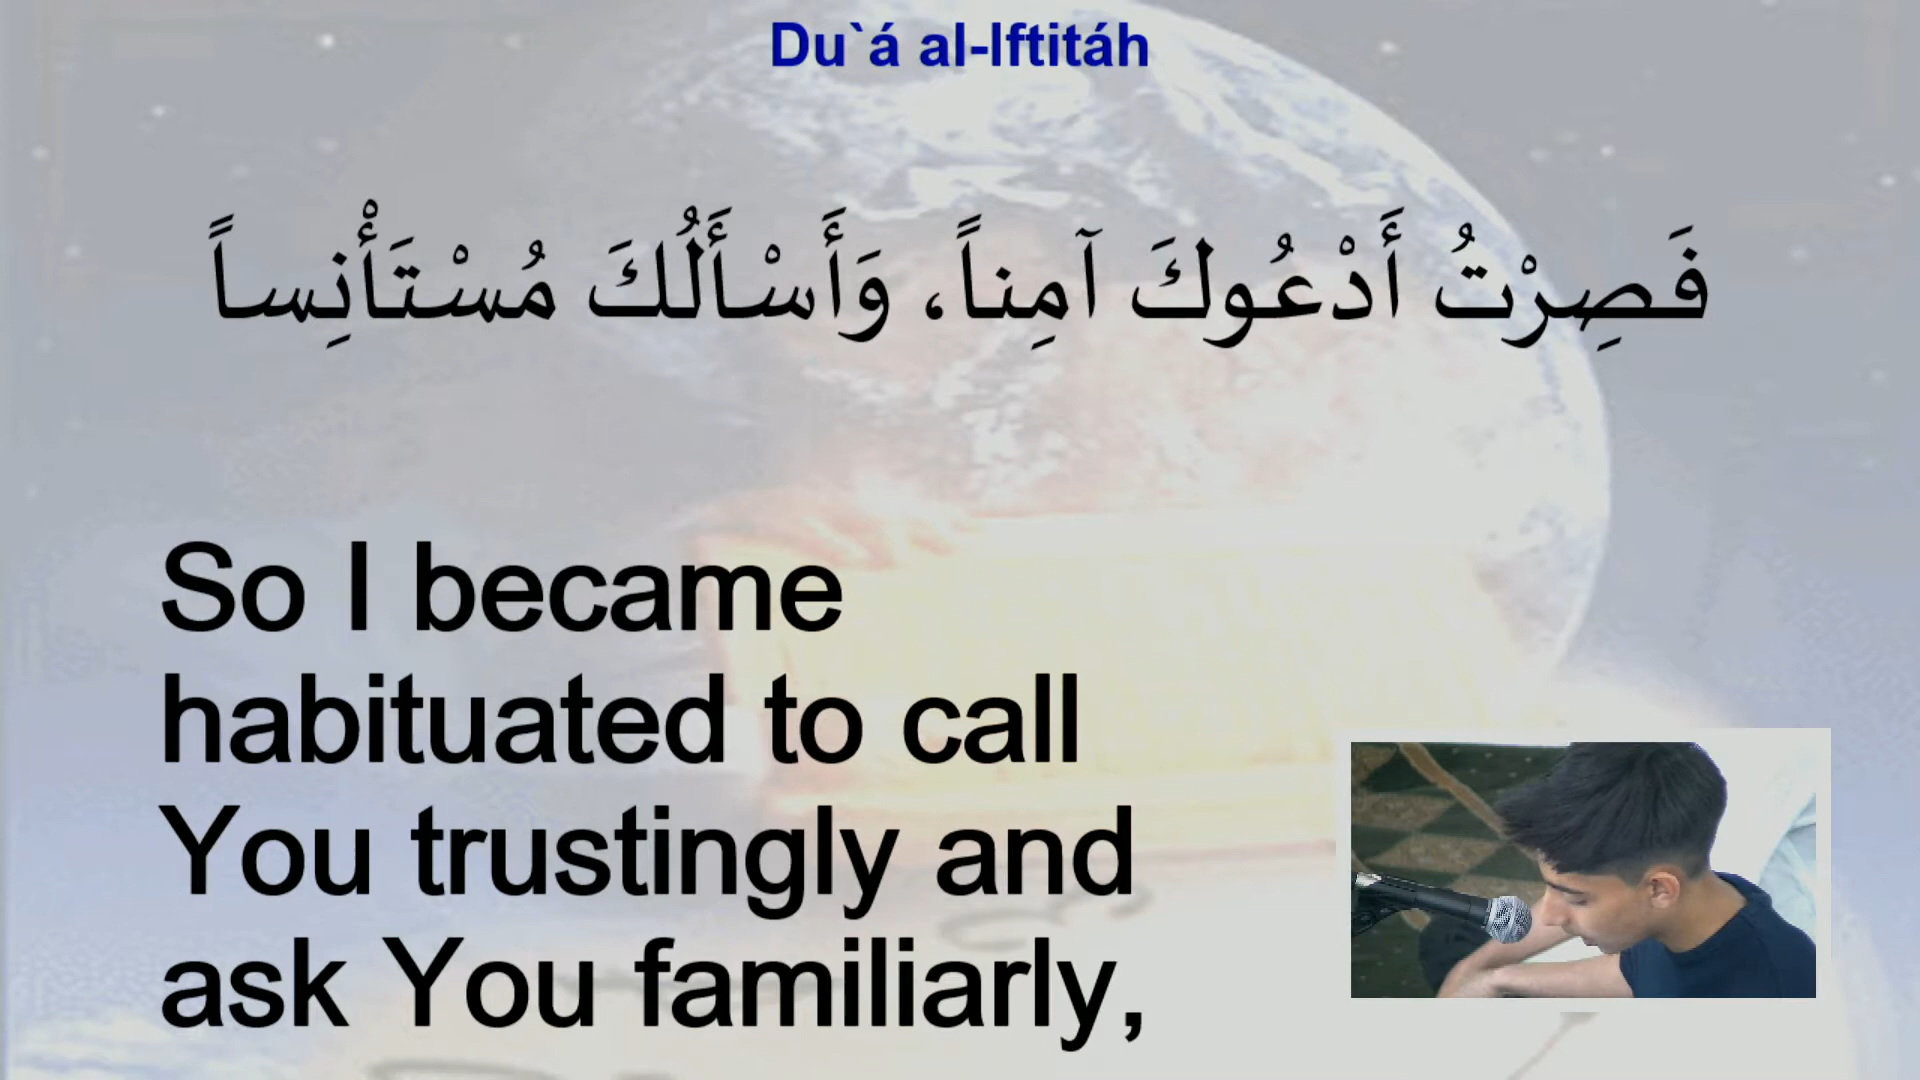 Du`á al-Iftitáh
فَصِرْتُ أَدْعُوكَ آمِناً، وَأَسْأَلُكَ مُسْتَأْنِساً
So I became
habituated to call
You trustingly and
ask You familiarly,